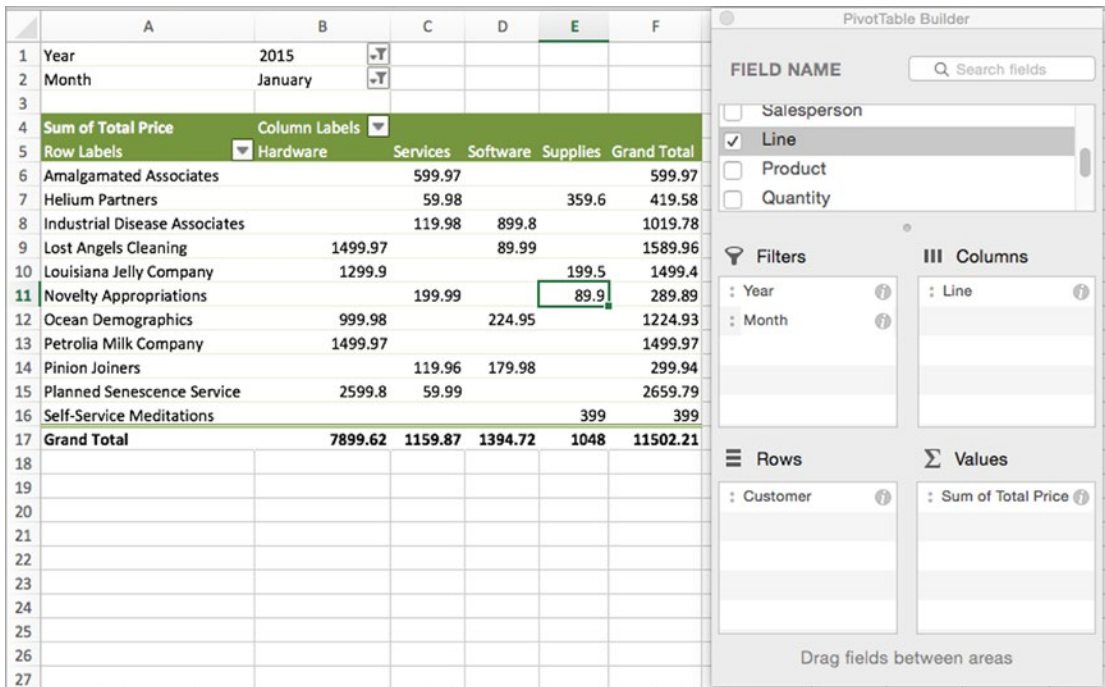 A B C D E F
1 Year 2015
2 Month January
3
4 Sum of Total Price Column Labels
5 Row Labels Hardware Services Software Supplies Grand Total
6 Amalgamated Associates 599.97 599.97
7 Helium Partners 59.98 359.6 419.58
8 Industrial Disease Associates 119.98 899.8 1019.78
9 Lost Angels Cleaning 1499.97 89.99 1589.96
10 Louisiana Jelly Company 1299.9 199.5 1499.4
11 Novelty Appropriations 199.99 89.9 289.89
12 Ocean Demographics 999.98 224.95 1224.93
13 Petrolia Milk Company 1499.97 1499.97
14 Pinion Joiners 119.96 179.98 299.94
15 Planned Senescence Service 2599.8 59.99 2659.79
16 Self-Service Meditations 399 399
17 Grand Total 7899.62 1159.87 1394.72 1048 11502.21
18
19
20
21
22
23
24
25
26
27
PivotTable Builder
FIELD NAME
Search fields
Salesperson
Line
Product
Quantity
Filters
Year
Month
Columns
Line
Rows
Customer
Σ Values
Sum of Total Price
Drag fields between areas